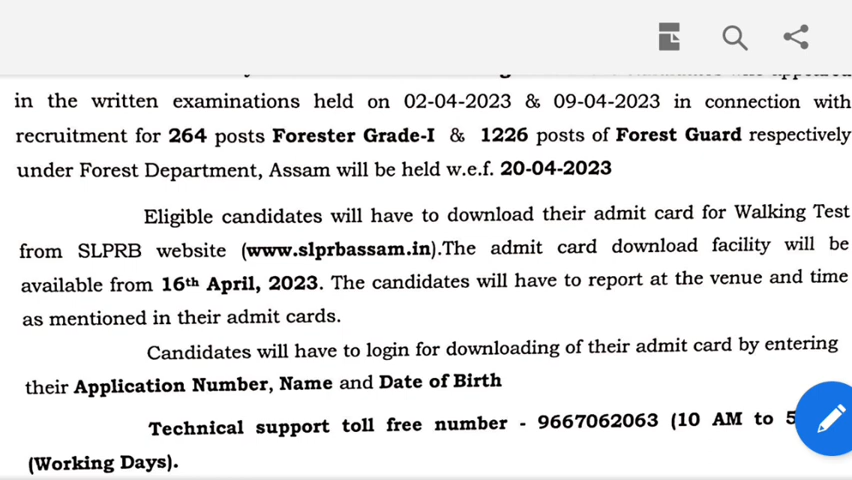 in the written examinations held on 02-04-2023 & 09-04-2023 in connection with
recruitment for 264 posts Forester Grade-I & 1226 posts of Forest Guard respectively
under Forest Department, Assam will be held w.e.f. 20-04-2023
Eligible candidates will have to download their admit card for Walking Test
from SLPRB website (www.slprbassam.in).The admit card download facility will be
available from 16th April, 2023. The candidates will have to report at the venue and time
as mentioned in their admit cards.
Candidates will have to login for downloading of their admit card by entering
their Application Number, Name and Date of Birth
Technical support toll free number - 9667062063 (10 AM to 5
(Working Days).